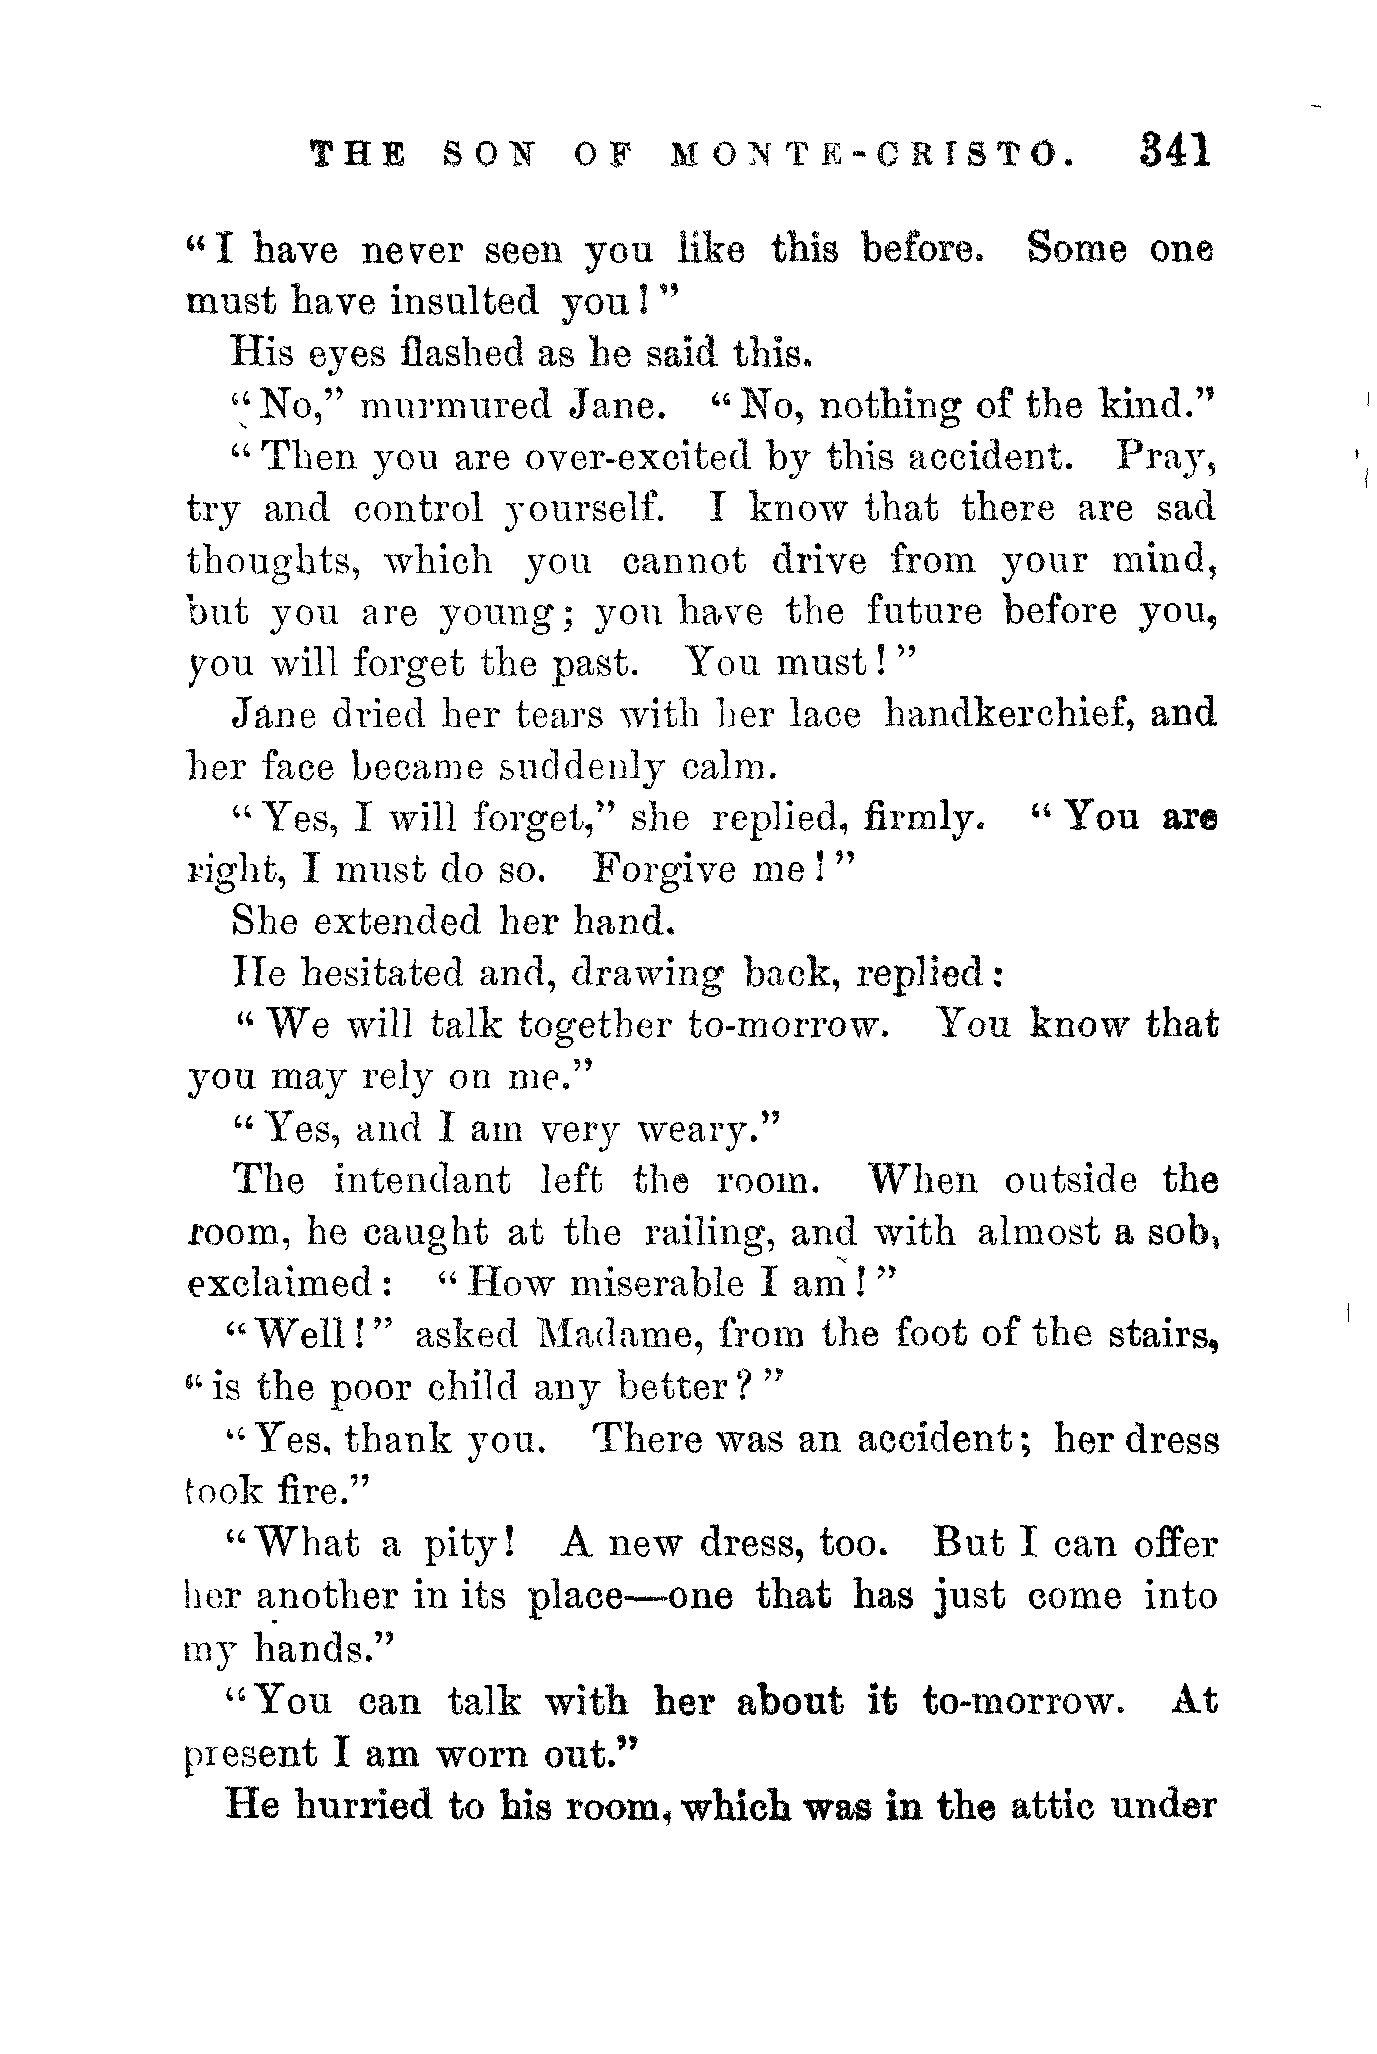 THE SON OF MONTE-CRISTO. 341
"I have never seen you like this before. Some one
must have insulted you!"
His eyes flashed as he said this.
"No," murmured Jane. "No, nothing of the kind."
"Then you are over-excited by this accident. Pray,
try and control yourself. I know that there are sad
thoughts, which you cannot drive from your mind,
but you are young; you have the future before you,
you will forget the past. You must!"
Jane dried her tears with her lace handkerchief, and
her face became suddenly calm.
"Yes, I will forget," she replied, firmly. "You are
right, I must do so. Forgive me!"
She extended her hand.
He hesitated and, drawing back, replied:
"We will talk together to-morrow. You know that
you may rely on me."
"Yes, and I am very weary."
The intendant left the room. When outside the
room, he caught at the railing, and with almost a sob,
exclaimed: "How miserable I am!"
"Well!" asked Madame, from the foot of the stairs,
"is the poor child any better?"
"Yes, thank you. There was an accident; her dress
took fire."
"What a pity! A new dress, too. But I can offer
her another in its place—one that has just come into
my hands."
"You can talk with her about it to-morrow. At
present I am worn out."
He hurried to his room, which was in the attic under